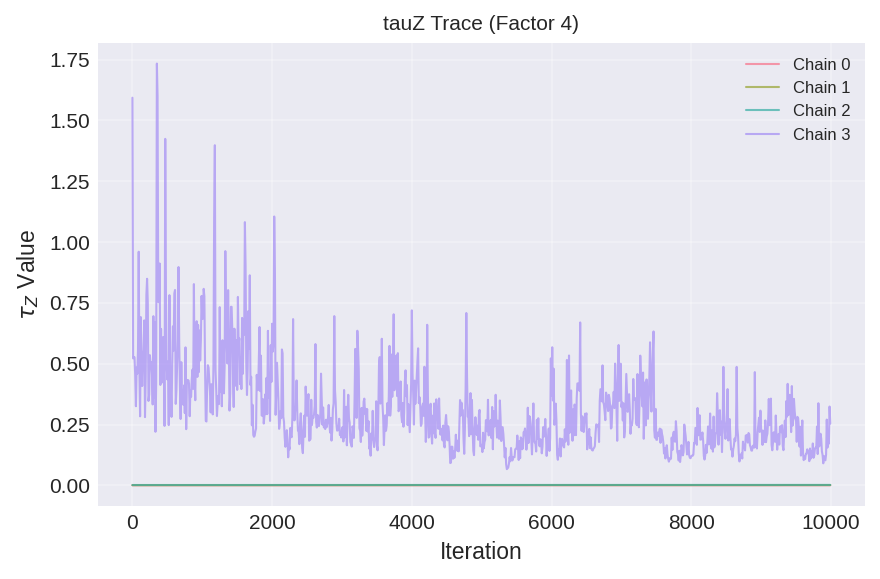 tauZ Trace (Factor 4)
1.75
1.50
1.25
1.00
0.75
0.50
0.25
0.00
τZ Value
Chain 0
Chain 1
Chain 2
Chain 3
0
2000
4000
6000
8000
10000
Iteration